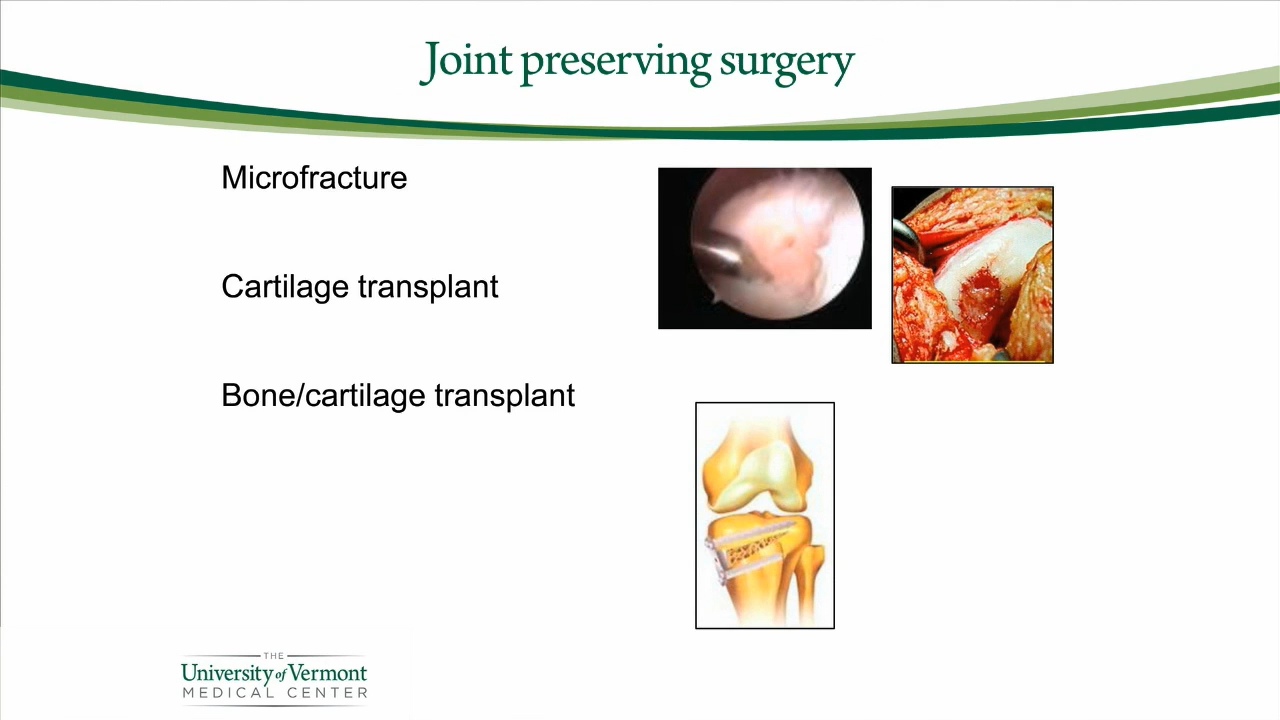 Joint preserving surgery
Microfracture
Cartilage transplant
Bone/cartilage transplant
THE
University of Vermont
MEDICAL CENTER